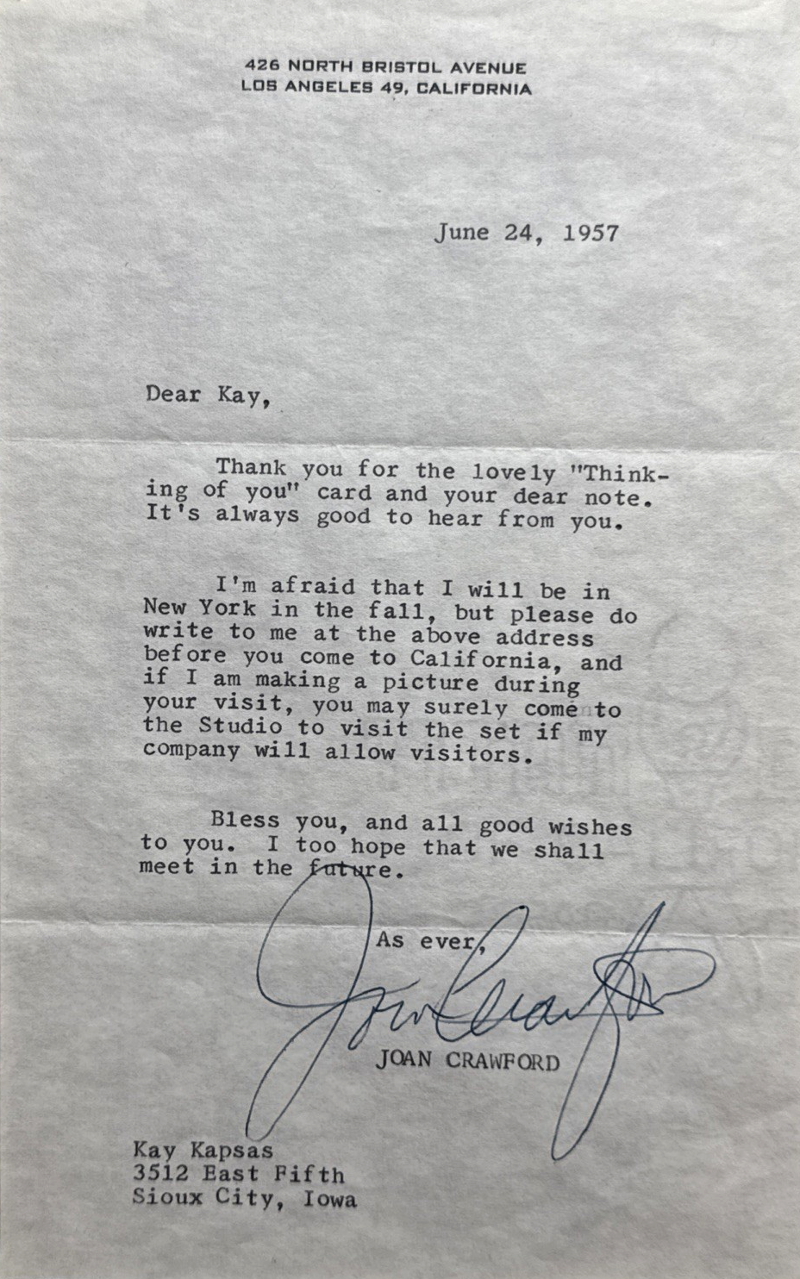 426 NORTH BRISTOL AVENUE
LOS ANGELES 49, CALIFORNIA
June 24, 1957
Dear Kay,
Thank you for the lovely "Think-
ing of you" card and your dear note.
It's always good to hear from you.
I'm afraid that I will be in
New York in the fall, but please do
write to me at the above address
before you come to California, and
if I am making a picture during
your visit, you may surely come to
the Studio to visit the set if my
company will allow visitors.
Bless you, and all good wishes
to you. I too hope that we shall
meet in the future.
As ever,
Joan Crawford
JOAN CRAWFORD
Kay Kapsas
3512 East Fifth
Sioux City, Iowa